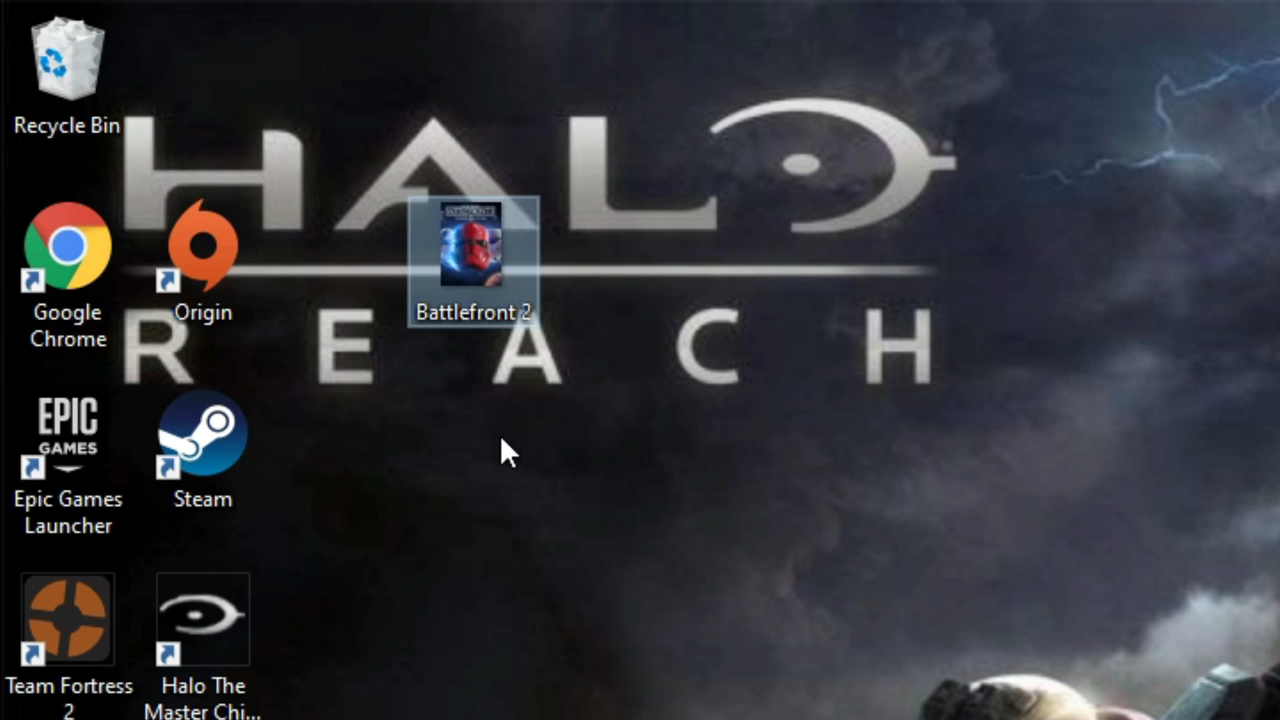 Recycle Bin
HALO
REACH
Google
Chrome
Origin
Battlefront 2
EPIC
GAMES
Epic Games
Launcher
Steam
Team Fortress
2
Halo The
Master Chi...